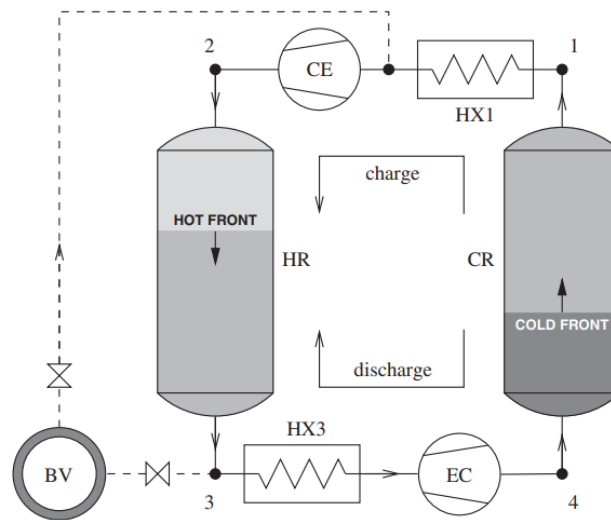 2
CE
1
HX1
charge
HOT FRONT
HR
CR
COLD FRONT
discharge
HX3
BV
EC
3
4